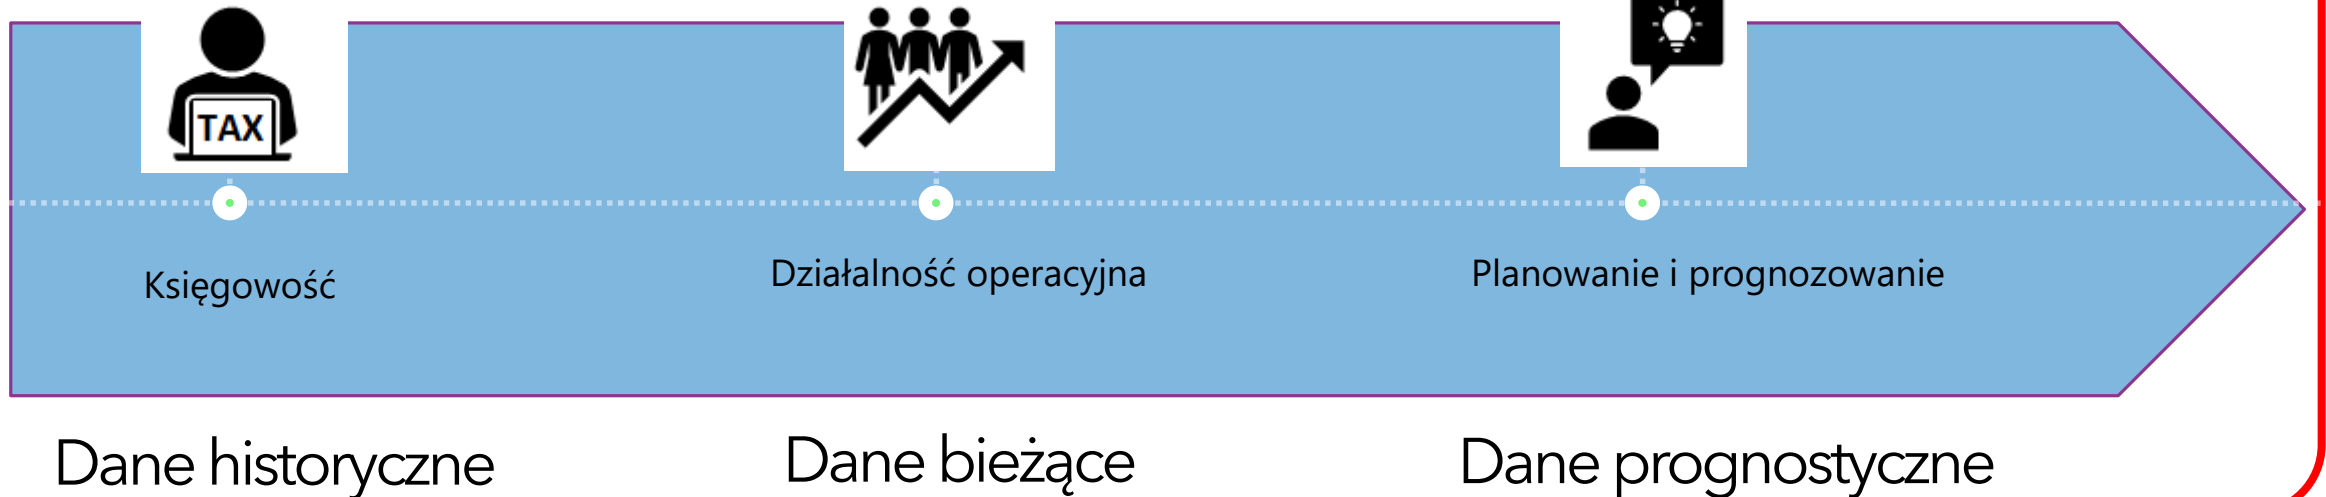 TAX
Księgowość
Działalność operacyjna
Planowanie i prognozowanie
Dane historyczne
Dane bieżące
Dane prognostyczne